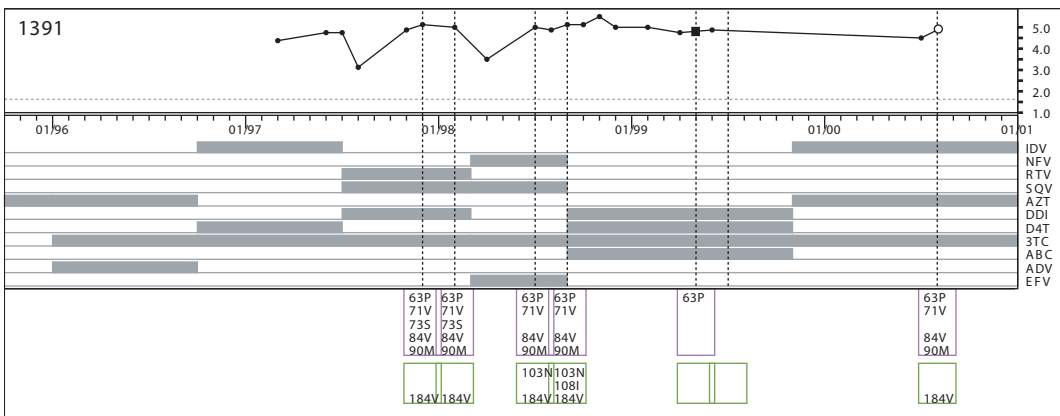 1391
5.0
4.0
3.0
2.0
1.0
01/96 01/97 01/98 01/99 01/00 01/01
IDV
NFV
RTV
SQV
AZT
DDI
D4T
3TC
ABC
ADV
EFV
63P 63P 63P 63P 63P 63P
71V 71V 71V 71V 71V
73S 73S
84V 84V 84V 84V 84V
90M 90M 90M 90M 90M
103N 103N
108I
184V 184V 184V 184V